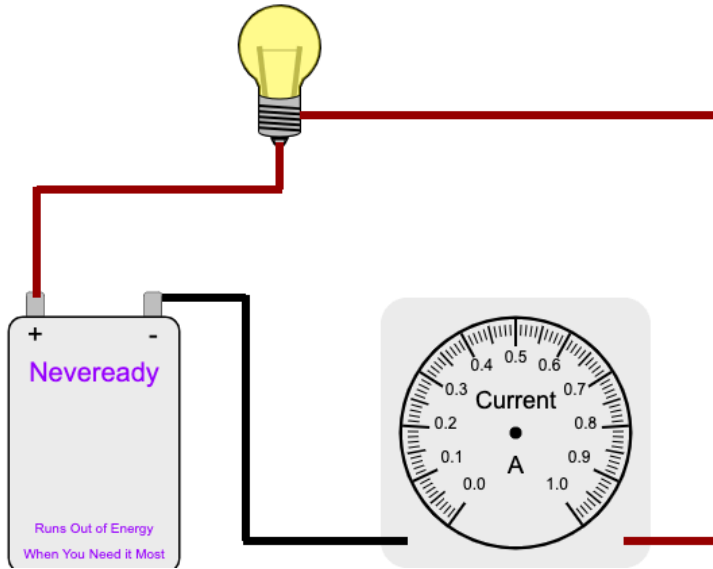 + -
Neveready
Runs Out of Energy
When You Need it Most
0.5
0.4 0.6
0.3 0.7
Current
0.2 0.8
A
0.1 0.9
0.0 1.0